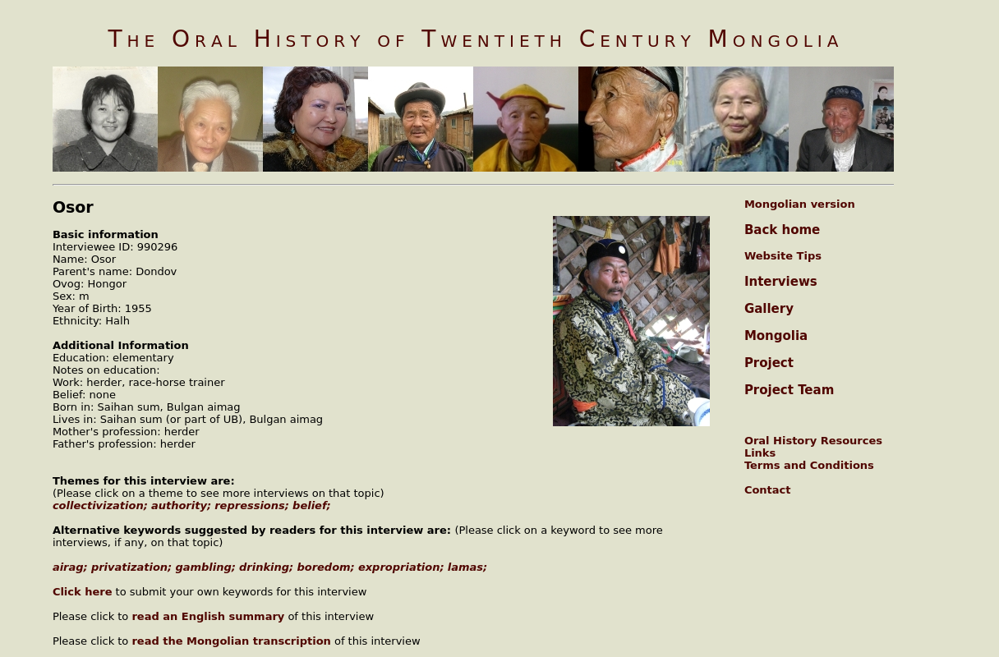 The Oral History of Twentieth Century Mongolia
Osor
Basic information
Interviewee ID: 990296
Name: Osor
Parent's name: Dondov
Ovog: Hongor
Sex: m
Year of Birth: 1955
Ethnicity: Halh
Additional Information
Education: elementary
Notes on education:
Work: herder, race-horse trainer
Belief: none
Born in: Saihan sum, Bulgan aimag
Lives in: Saihan sum (or part of UB), Bulgan aimag
Mother's profession: herder
Father's profession: herder
Themes for this interview are:
(Please click on a theme to see more interviews on that topic)
collectivization; authority; repressions; belief;
Alternative keywords suggested by readers for this interview are: (Please click on a keyword to see more
interviews, if any, on that topic)
airag; privatization; gambling; drinking; boredom; expropriation; lamas;
Click here to submit your own keywords for this interview
Please click to read an English summary of this interview
Please click to read the Mongolian transcription of this interview
Mongolian version
Back home
Website Tips
Interviews
Gallery
Mongolia
Project
Project Team
Oral History Resources
Links
Terms and Conditions
Contact